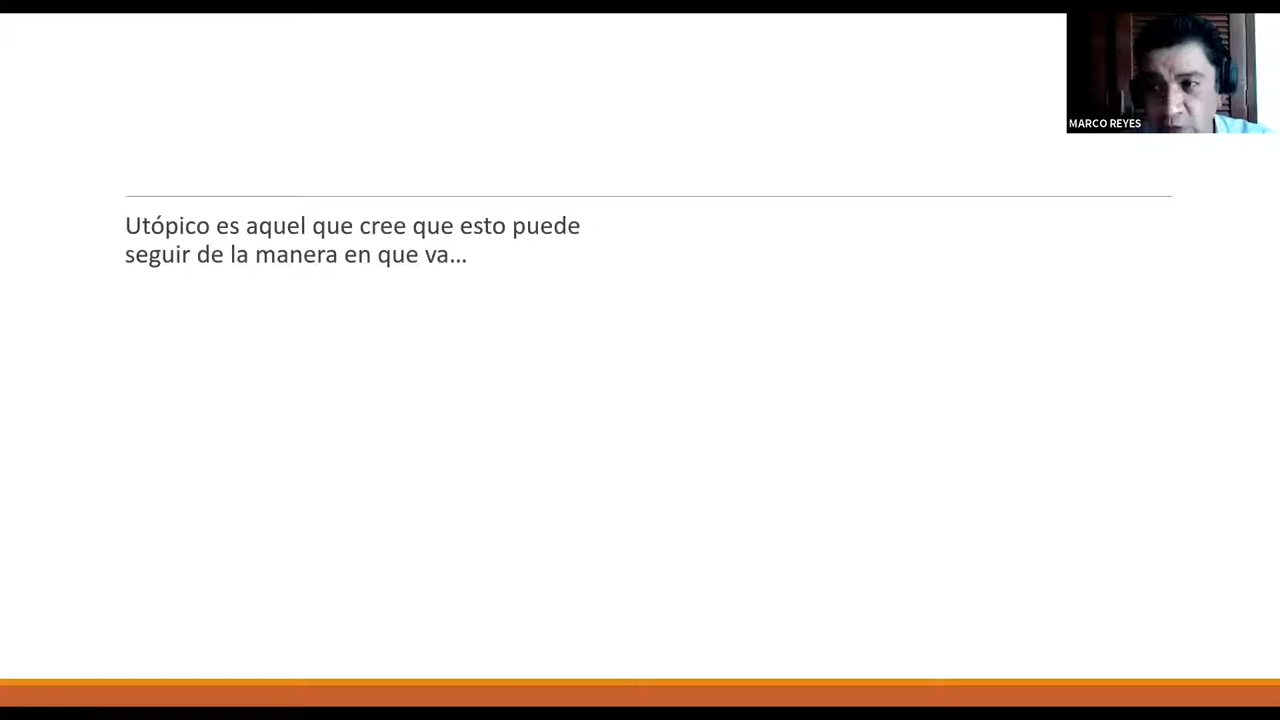 MARCO REYES
Utópico es aquel que cree que esto puede
seguir de la manera en que va...